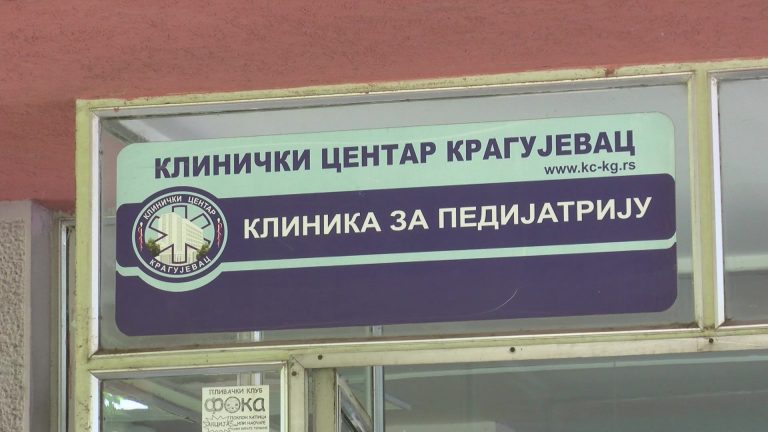 КЛИНИЧКИ ЦЕНТАР КРАГУЈЕВАЦ
www.kc-kg.rs
КЛИНИЧКИ ЦЕНТАР
КРАГУЈЕВАЦ
КЛИНИКА ЗА ПЕДИЈАТРИЈУ
ПЛИВАЧКИ КЛУБ
ФОКА